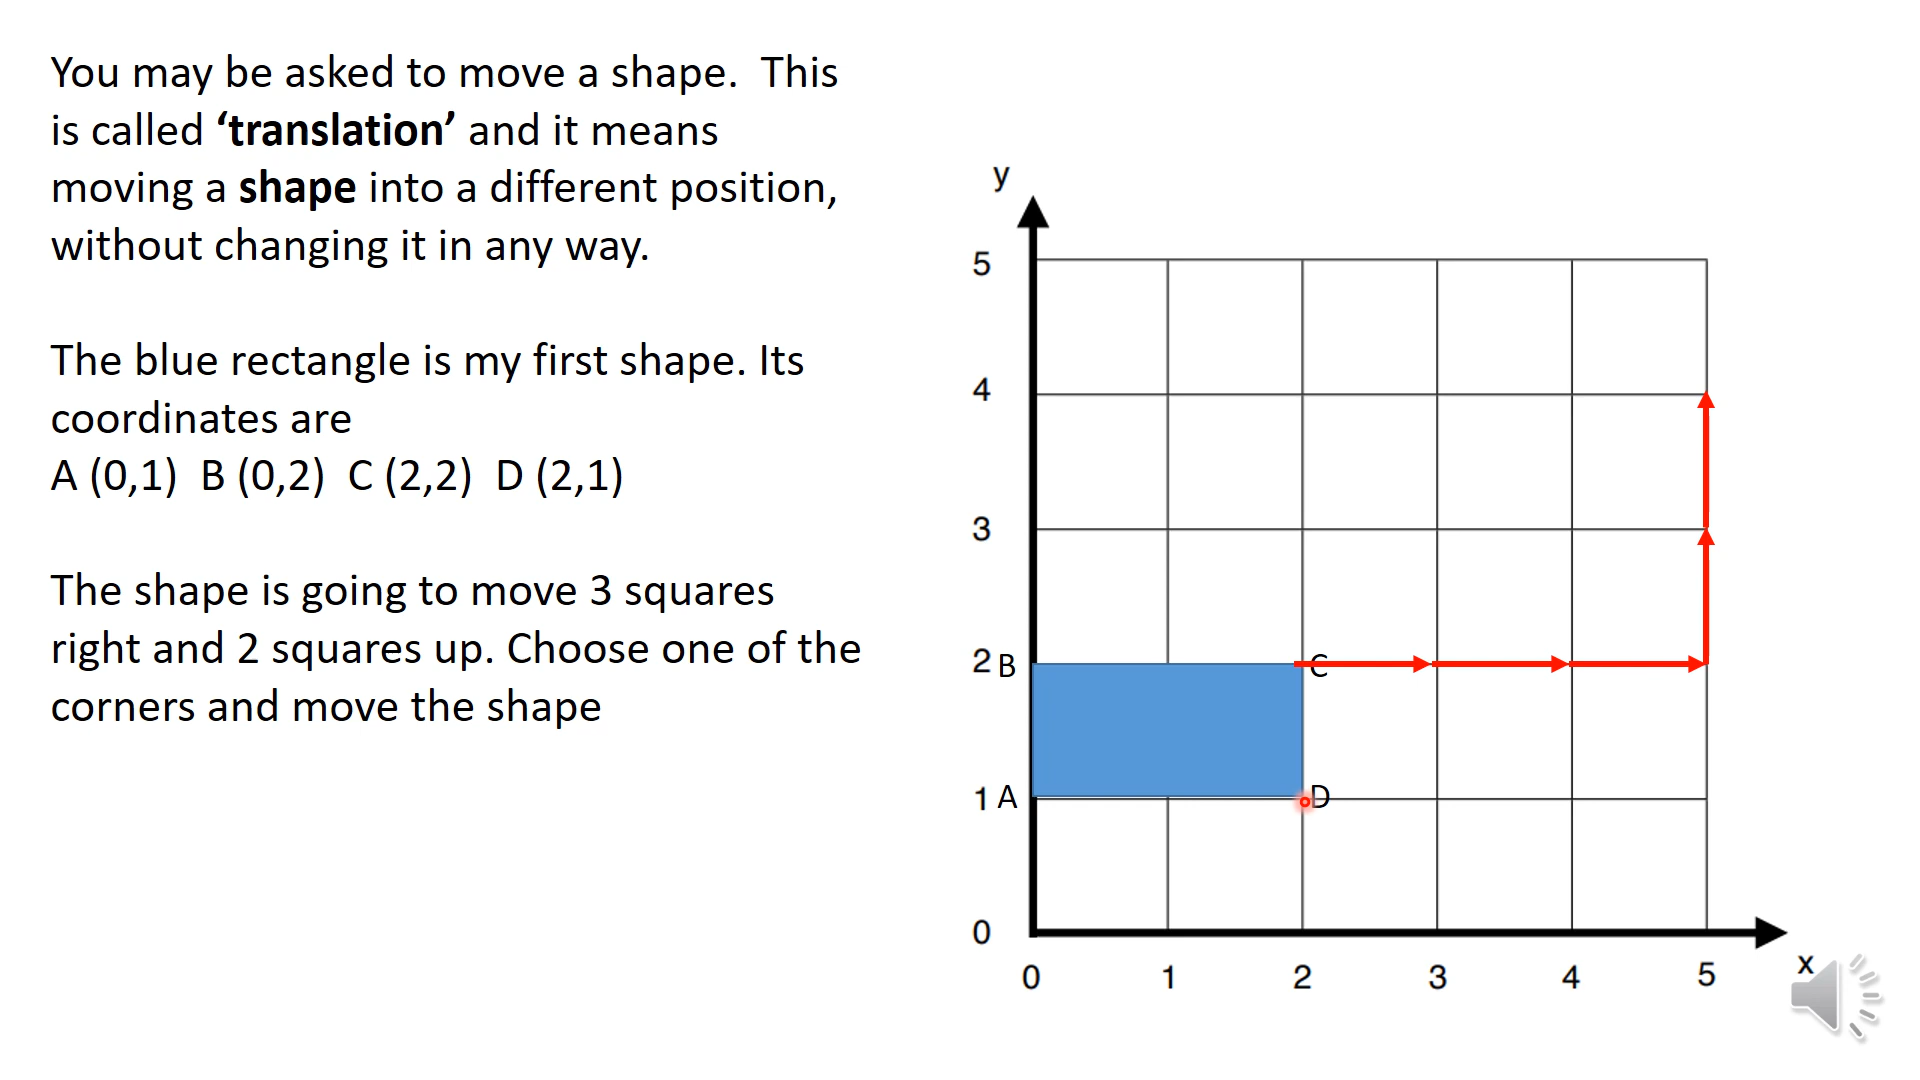 You may be asked to move a shape.  This
is called ‘translation’ and it means
moving a shape into a different position,
without changing it in any way.
The blue rectangle is my first shape. Its
coordinates are
A (0,1)  B (0,2)  C (2,2)  D (2,1)
The shape is going to move 3 squares
right and 2 squares up. Choose one of the
corners and move the shape
y
5
4
3
2 B C
1 A D
0
0 1 2 3 4 5
x